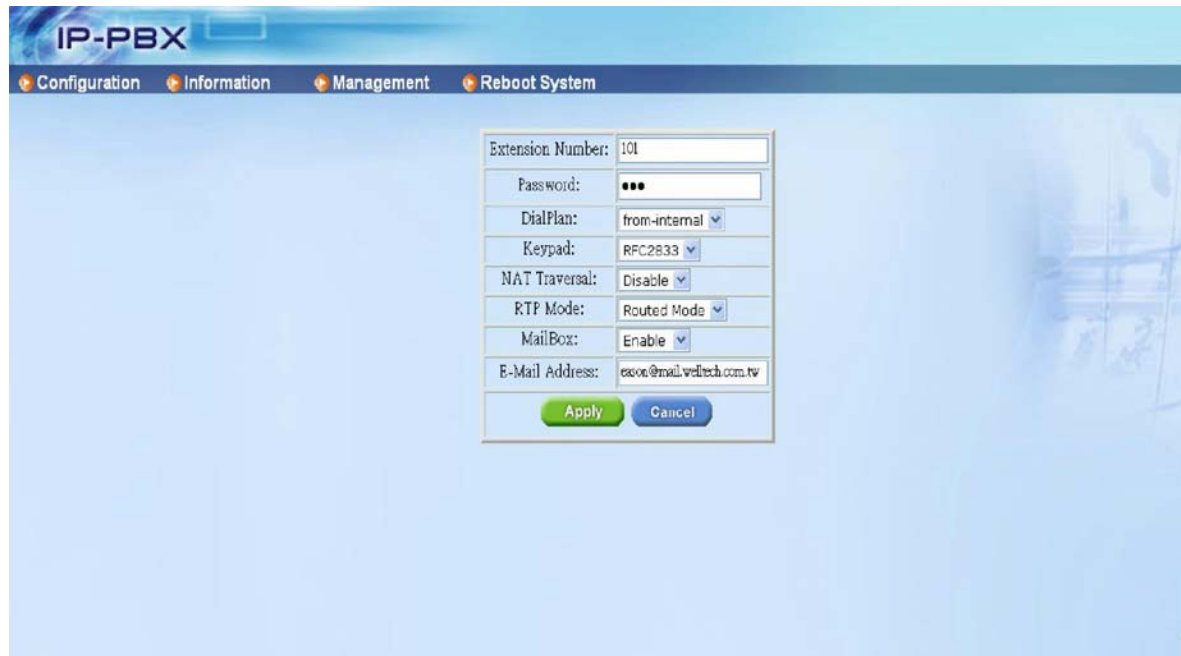 IP-PBX
Configuration Information Management Reboot System
Extension Number: 101
Password: •••
DialPlan: from-internal
Keypad: RFC2833
NAT Traversal: Disable
RTP Mode: Routed Mode
MailBox: Enable
E-Mail Address: eason@mail.welltech.com.tw
Apply Cancel